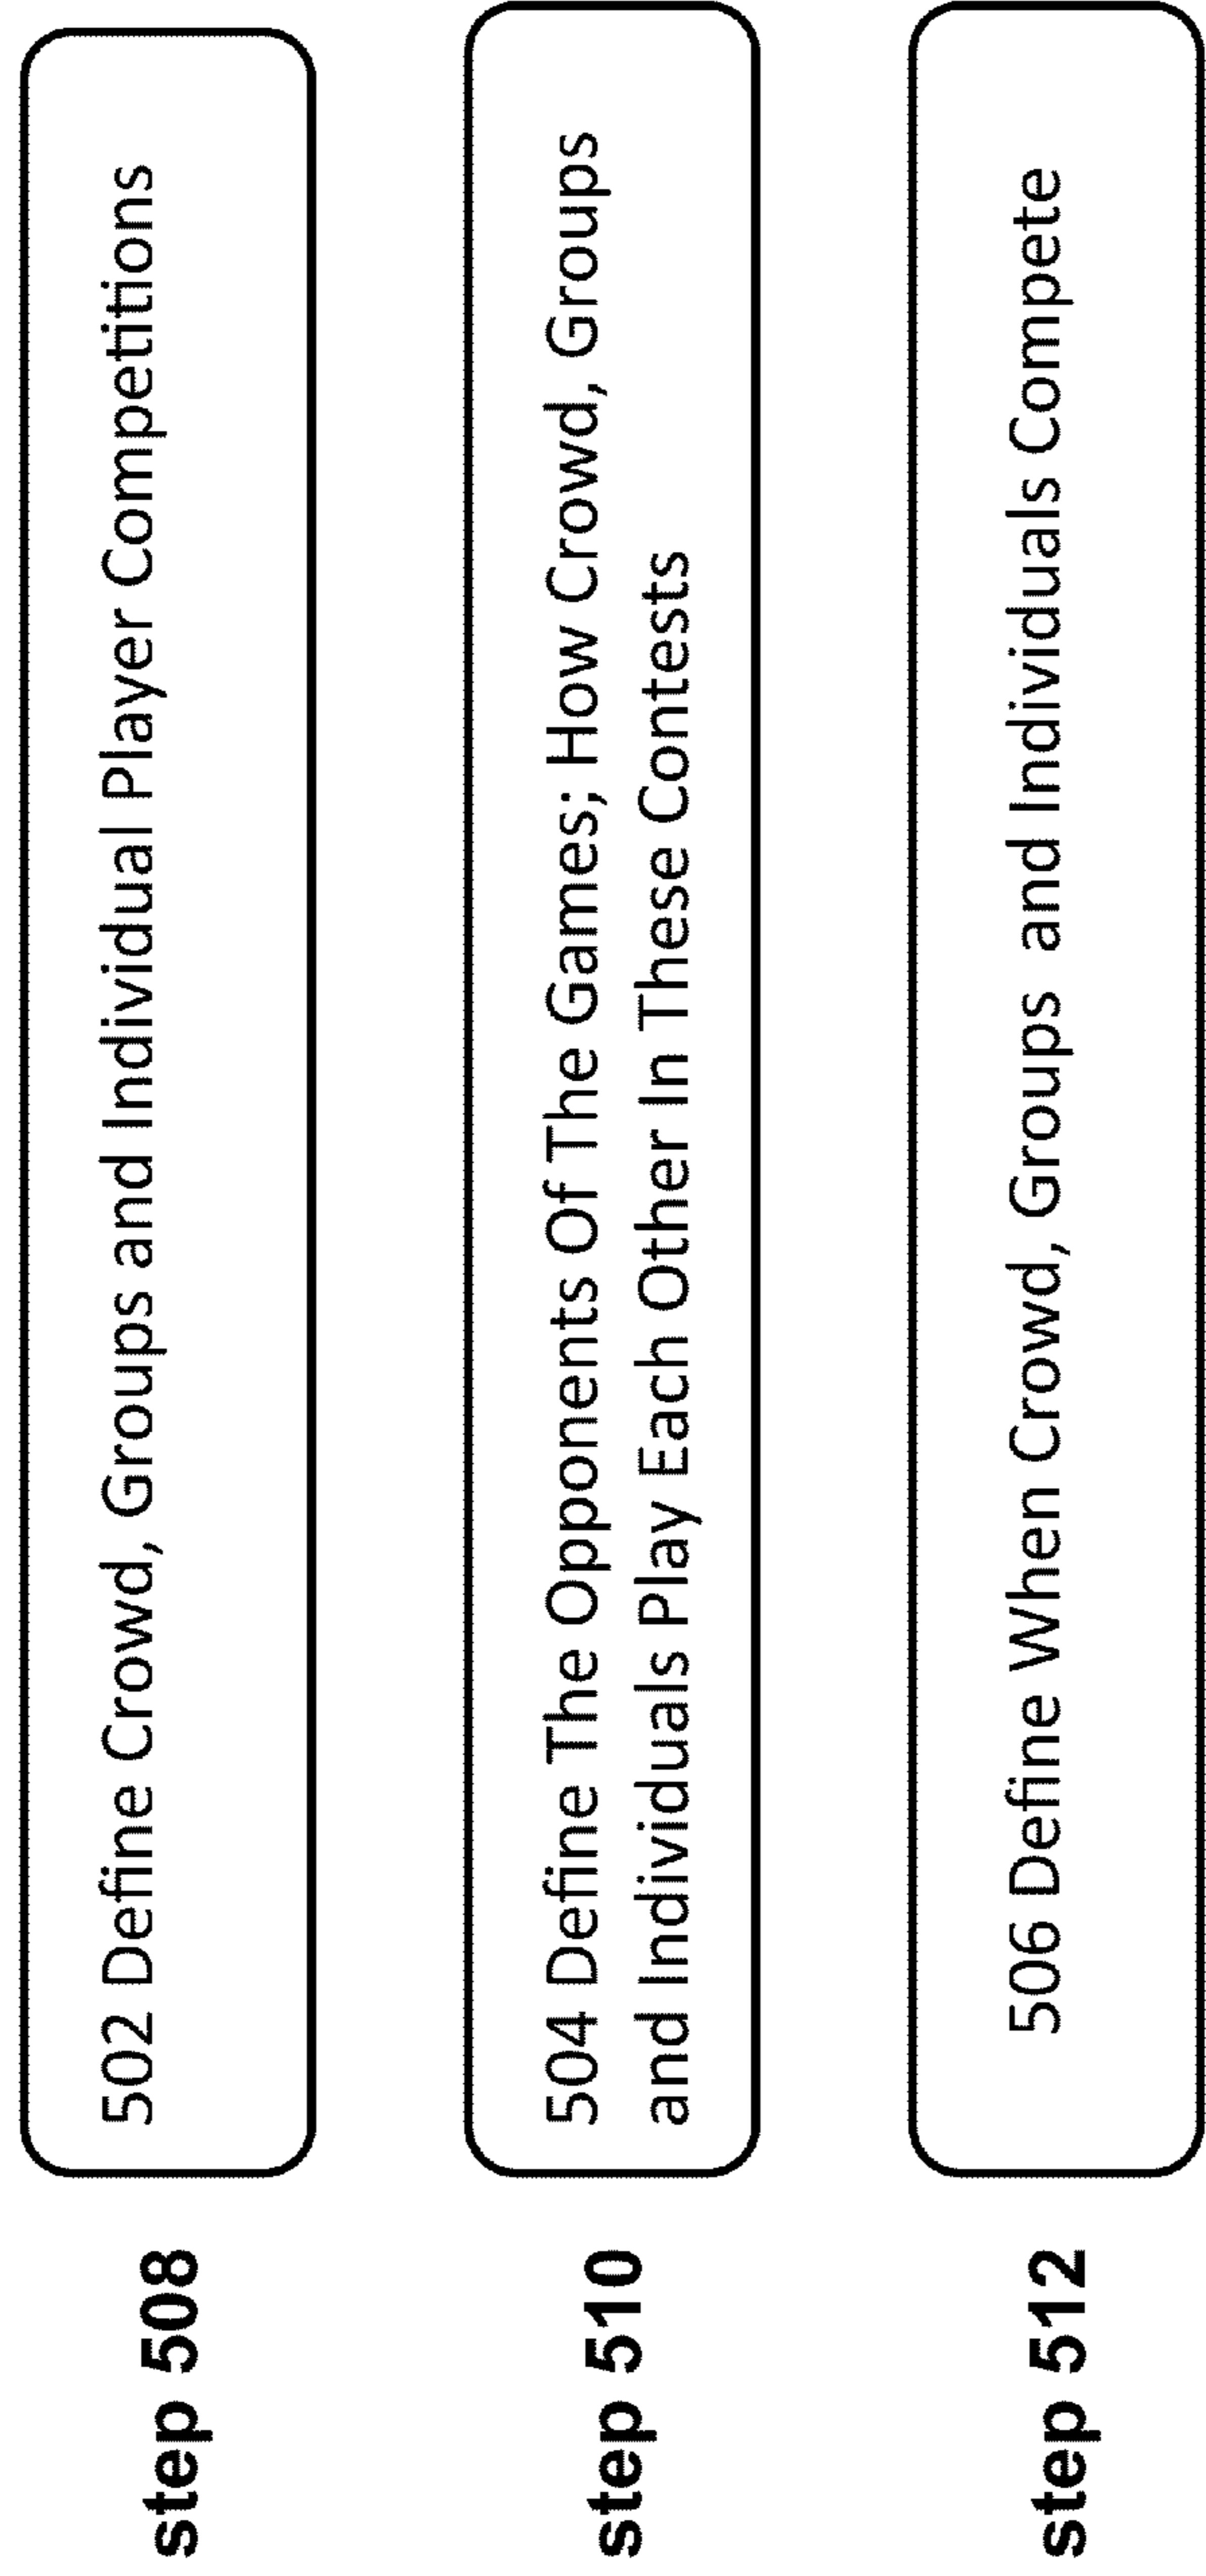 step 508
502 Define Crowd, Groups and Individual Player Competitions
step 510
504 Define The Opponents Of The Games; How Crowd, Groups
and Individuals Play Each Other In These Contests
step 512
506 Define When Crowd, Groups  and Individuals Compete